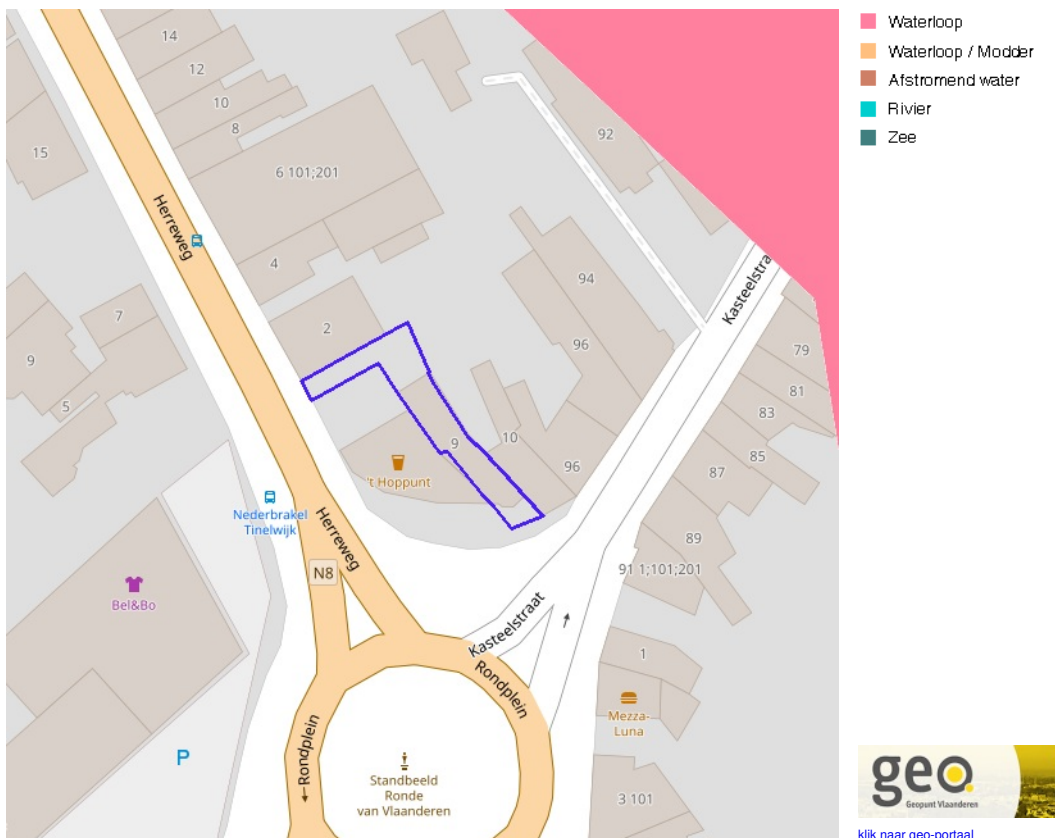 14
12
10
8
15
6 101;201
92
Herreweg
4
94
Kasteelstra
7
2
96
79
9
81
5
83
9
10
85
't Hoppunt
96
87
Nederbrakel
Tinelwijk
Herreweg
89
N8
91 1;101;201
Bel&Bo
Kasteelstraat
Rondplein
1
Mezza-
Luna
Rondplein
P
Standbeeld
Ronde
van Vlaanderen
3 101
Waterloop
Waterloop / Modder
Afstromend water
Rivier
Zee
geo
Geopunt Vlaanderen
klik naar geo-portaal